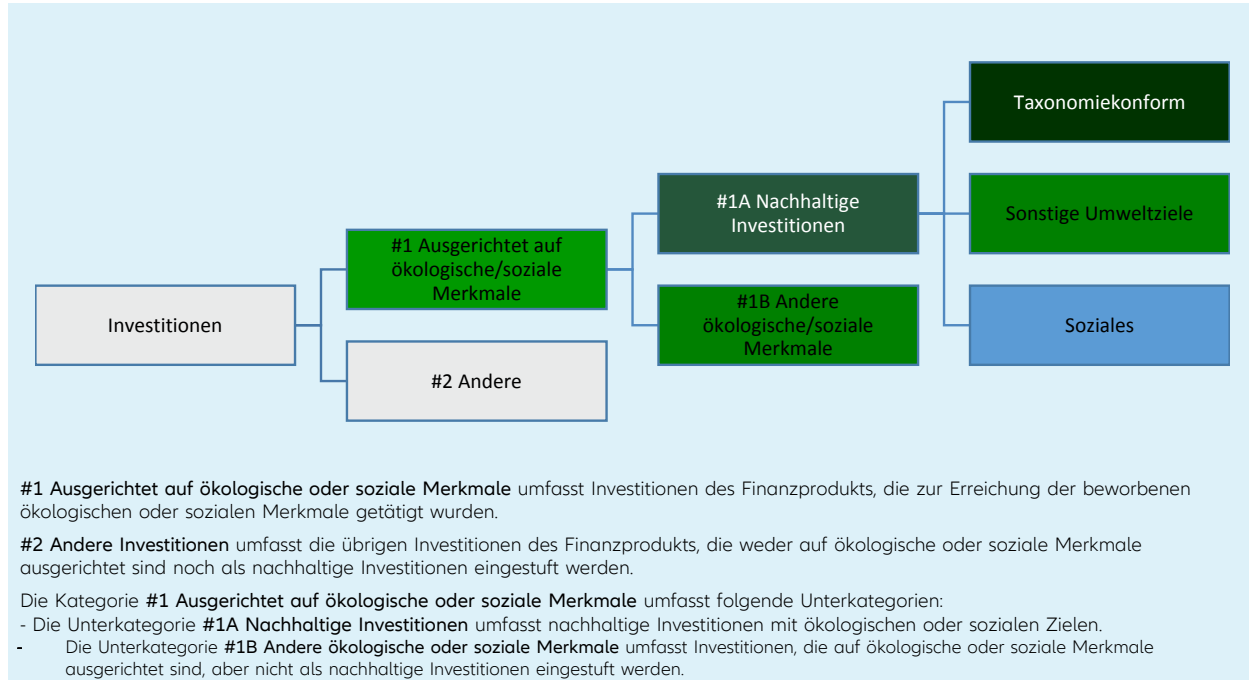 Taxonomiekonform
#1A Nachhaltige
Investitionen
Sonstige Umweltziele
#1 Ausgerichtet auf
ökologische/soziale
Merkmale
#1B Andere
ökologische/soziale
Merkmale
Investitionen
Soziales
#2 Andere
#1 Ausgerichtet auf ökologische oder soziale Merkmale umfasst Investitionen des Finanzprodukts, die zur Erreichung der beworbenen
ökologischen oder sozialen Merkmale getätigt wurden.
#2 Andere Investitionen umfasst die übrigen Investitionen des Finanzprodukts, die weder auf ökologische oder soziale Merkmale
ausgerichtet sind noch als nachhaltige Investitionen eingestuft werden.
Die Kategorie #1 Ausgerichtet auf ökologische oder soziale Merkmale umfasst folgende Unterkategorien:
- Die Unterkategorie #1A Nachhaltige Investitionen umfasst nachhaltige Investitionen mit ökologischen oder sozialen Zielen.
- Die Unterkategorie #1B Andere ökologische oder soziale Merkmale umfasst Investitionen, die auf ökologische oder soziale Merkmale
ausgerichtet sind, aber nicht als nachhaltige Investitionen eingestuft werden.